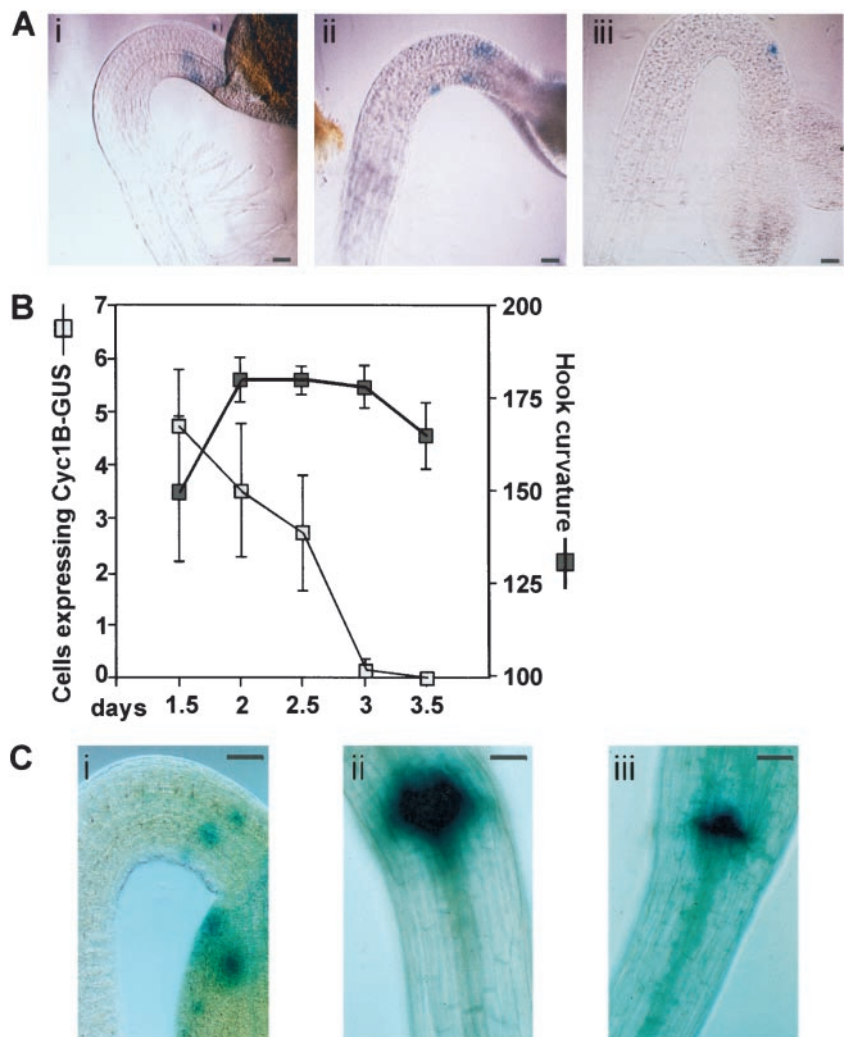 A
i
ii
iii
B
Cells expressing Cyc1B-GUS
7
6
5
4
3
2
1
0
200
175
150
125
100
Hook curvature
days 1.5 2 2.5 3 3.5
C
i
ii
iii